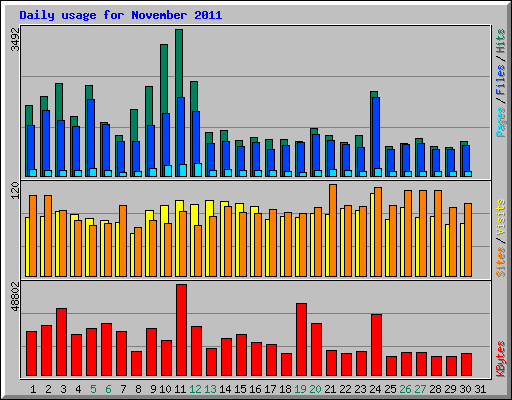 Daily usage for November 2011
3492
Pages / Files / Hits
120
Sites / Visits
48802
KBytes
1 2 3 4 5 6 7 8 9 10 11 12 13 14 15 16 17 18 19 20 21 22 23 24 25 26 27 28 29 30 31